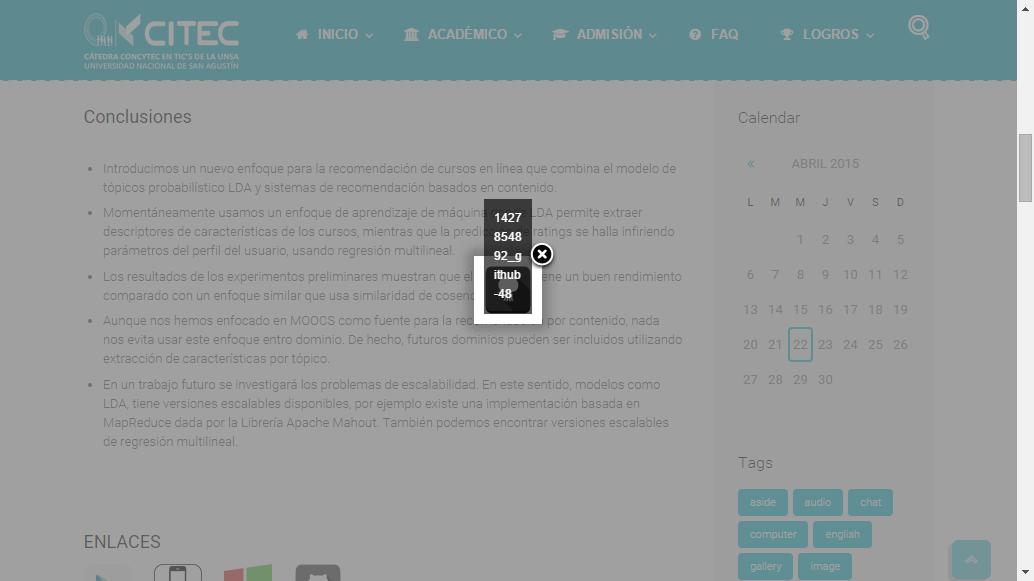 CITEC
CÁTEDRA CONCYTEC EN TIC'S DE LA UNSA
UNIVERSIDAD NACIONAL DE SAN AGUSTÍN
INICIO
ACADÉMICO
ADMISIÓN
FAQ
LOGROS
Conclusiones
Introducimos un nuevo enfoque para la recomendación de cursos en línea que combina el modelo de
tópicos probabilístico LDA y sistemas de recomendación basados en contenido.
Momentáneamente usamos un enfoque de aprendizaje de máquina LDA permite extraer
descriptores de características de los cursos, mientras que la ratings se halla infiriendo
parámetros del perfil del usuario, usando regresión multilineal.
Los resultados de los experimentos preliminares muestran que el un buen rendimiento
comparado con un enfoque similar que usa similaridad de
Aunque nos hemos enfocado en MOOCS como fuente para la por contenido, nada
nos evita usar este enfoque entro dominio. De hecho, futuros dominios pueden ser incluidos utilizando
extracción de características por tópico.
En un trabajo futuro se investigará los problemas de escalabilidad. En este sentido, modelos como
LDA, tiene versiones escalables disponibles, por ejemplo existe una implementación basada en
MapReduce dada por la Librería Apache Mahout. También podemos encontrar versiones escalables
de regresión multilineal.
1427
8548
92_g
ithub
-48
ENLACES
Calendar
« ABRIL 2015
L M M J V S D
1 2 3 4 5
6 7 8 9 10 11 12
13 14 15 16 17 18 19
20 21 22 23 24 25 26
27 28 29 30
Tags
aside audio chat
computer english
gallery image